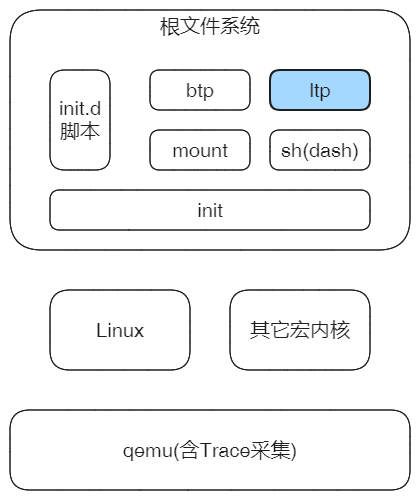 根文件系统
init.d
脚本
btp
ltp
mount
sh(dash)
init
Linux
其它宏内核
qemu(含Trace采集)